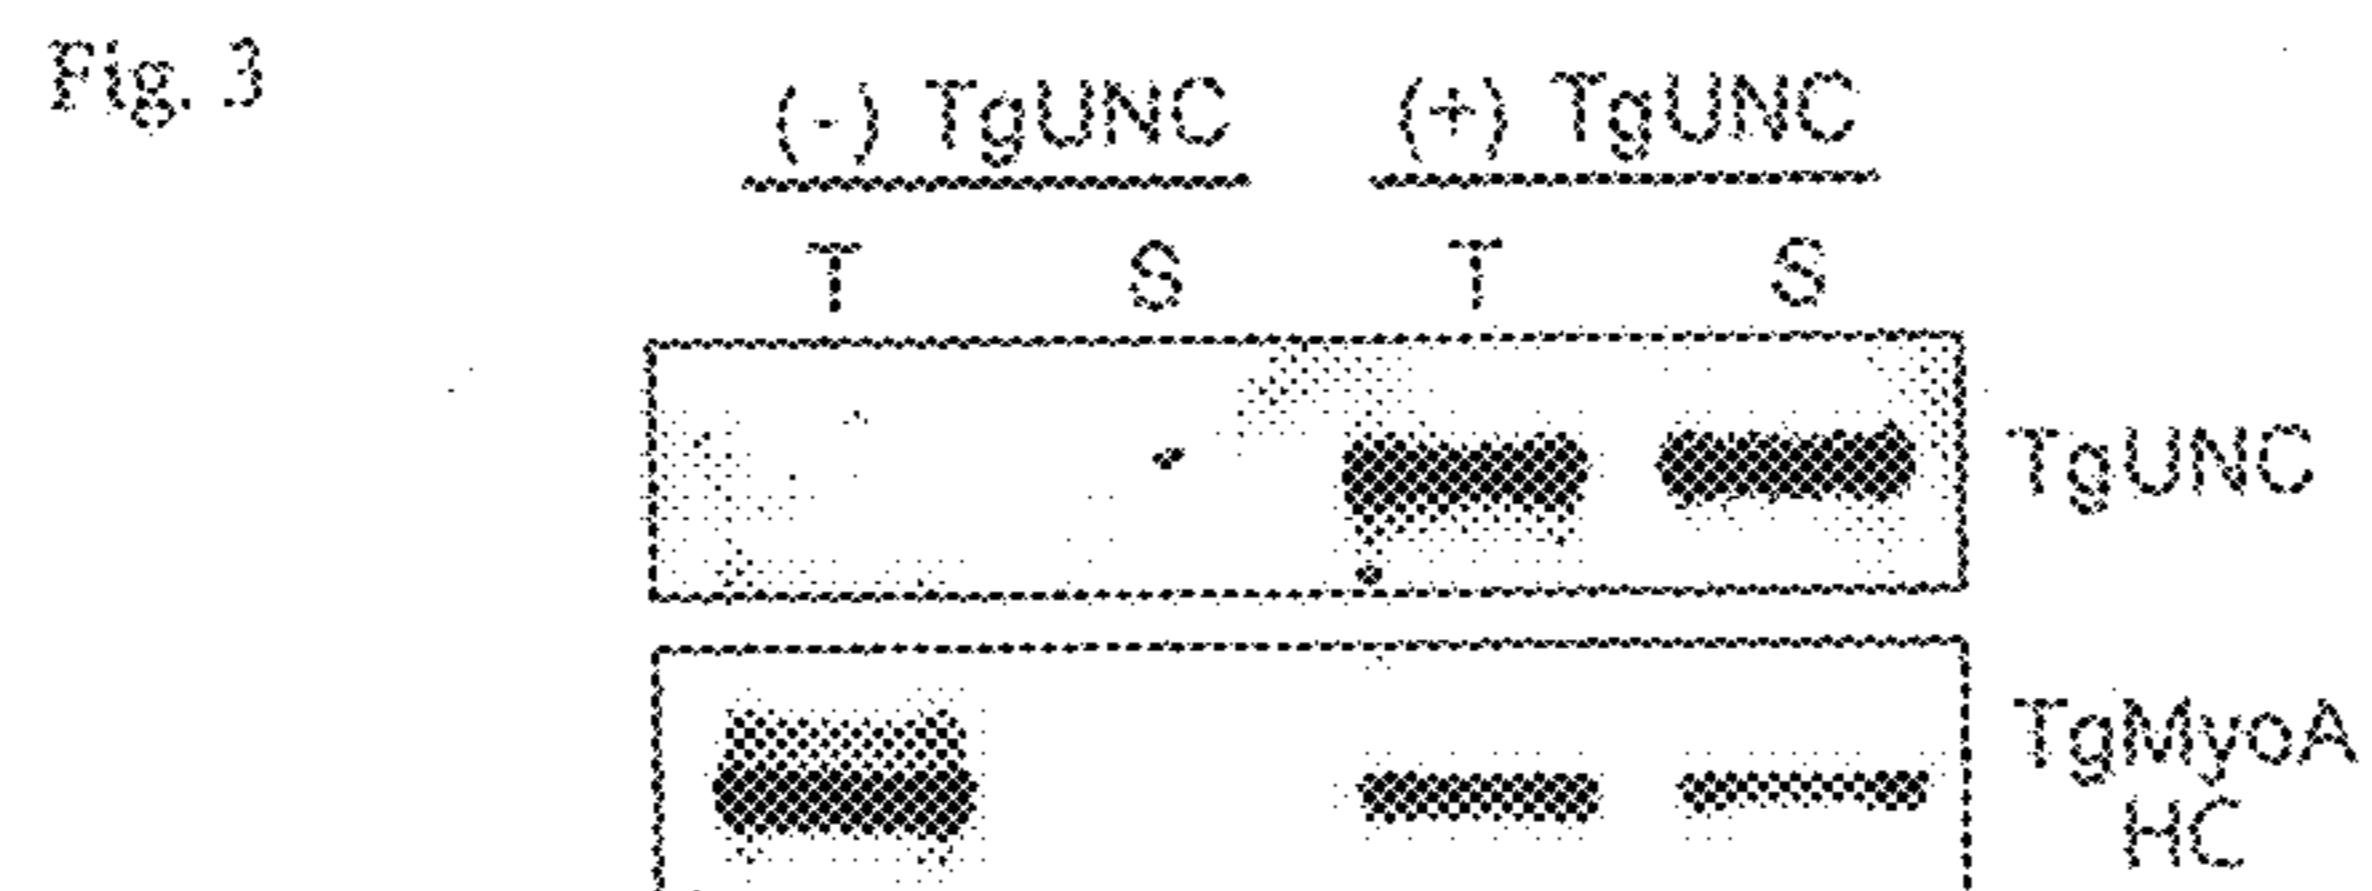 Fig. 3
(-) TgUNC (+) TgUNC
T S T S
TgUNC
TgMyoA
HC